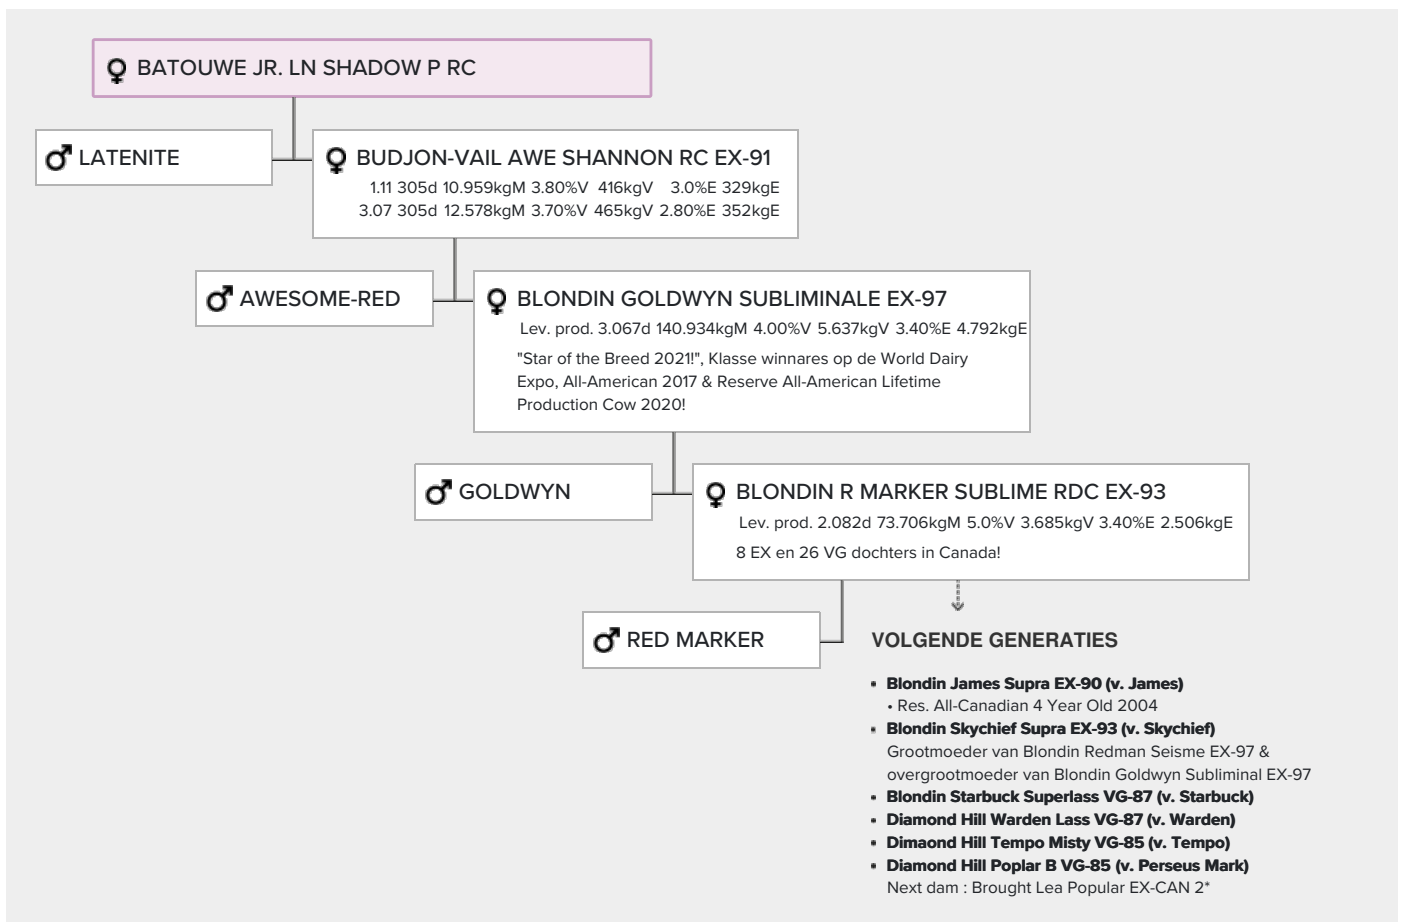 BATOUWE JR. LN SHADOW P RC
LATENITE
BUDJON-VAIL AWE SHANNON RC EX-91
1.11 305d 10.959kgM 3.80%V 416kgV 3.0%E 329kgE
3.07 305d 12.578kgM 3.70%V 465kgV 2.80%E 352kgE
AWESOME-RED
BLONDIN GOLDWYN SUBLIMINALE EX-97
Lev. prod. 3.067d 140.934kgM 4.00%V 5.637kgV 3.40%E 4.792kgE
"Star of the Breed 2021!", Klasse winnares op de World Dairy
Expo, All-American 2017 & Reserve All-American Lifetime
Production Cow 2020!
GOLDWYN
BLONDIN R MARKER SUBLIME RDC EX-93
Lev. prod. 2.082d 73.706kgM 5.0%V 3.685kgV 3.40%E 2.506kgE
8 EX en 26 VG dochters in Canada!
RED MARKER
VOLGENDE GENERATIES
▪ Blondin James Supra EX-90 (v. James)
• Res. All-Canadian 4 Year Old 2004
▪ Blondin Skychief Supra EX-93 (v. Skychief)
Grootmoeder van Blondin Redman Seisme EX-97 &
overgrootmoeder van Blondin Goldwyn Subliminal EX-97
▪ Blondin Starbuck Superlass VG-87 (v. Starbuck)
▪ Diamond Hill Warden Lass VG-87 (v. Warden)
▪ Dimaond Hill Tempo Misty VG-85 (v. Tempo)
▪ Diamond Hill Poplar B VG-85 (v. Perseus Mark)
Next dam : Brought Lea Popular EX-CAN 2*